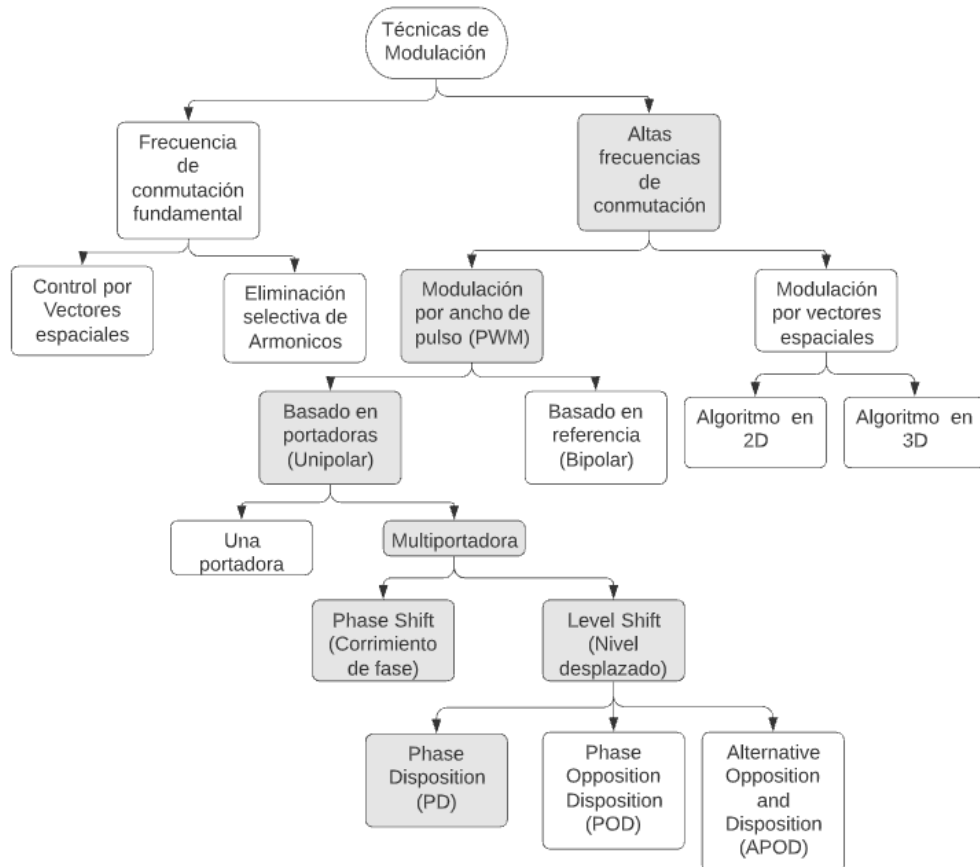 Técnicas de
Modulación
Frecuencia
de
conmutación
fundamental
Altas
frecuencias
de
conmutación
Control por
Vectores
espaciales
Eliminación
selectiva de
Armonicos
Modulación
por ancho de
pulso (PWM)
Modulación
por vectores
espaciales
Basado en
portadoras
(Unipolar)
Basado en
referencia
(Bipolar)
Algoritmo en
2D
Algoritmo en
3D
Una
portadora
Multiportadora
Phase Shift
(Corrimiento
de fase)
Level Shift
(Nivel
desplazado)
Phase
Disposition
(PD)
Phase
Opposition
Disposition
(POD)
Alternative
Opposition
and
Disposition
(APOD)